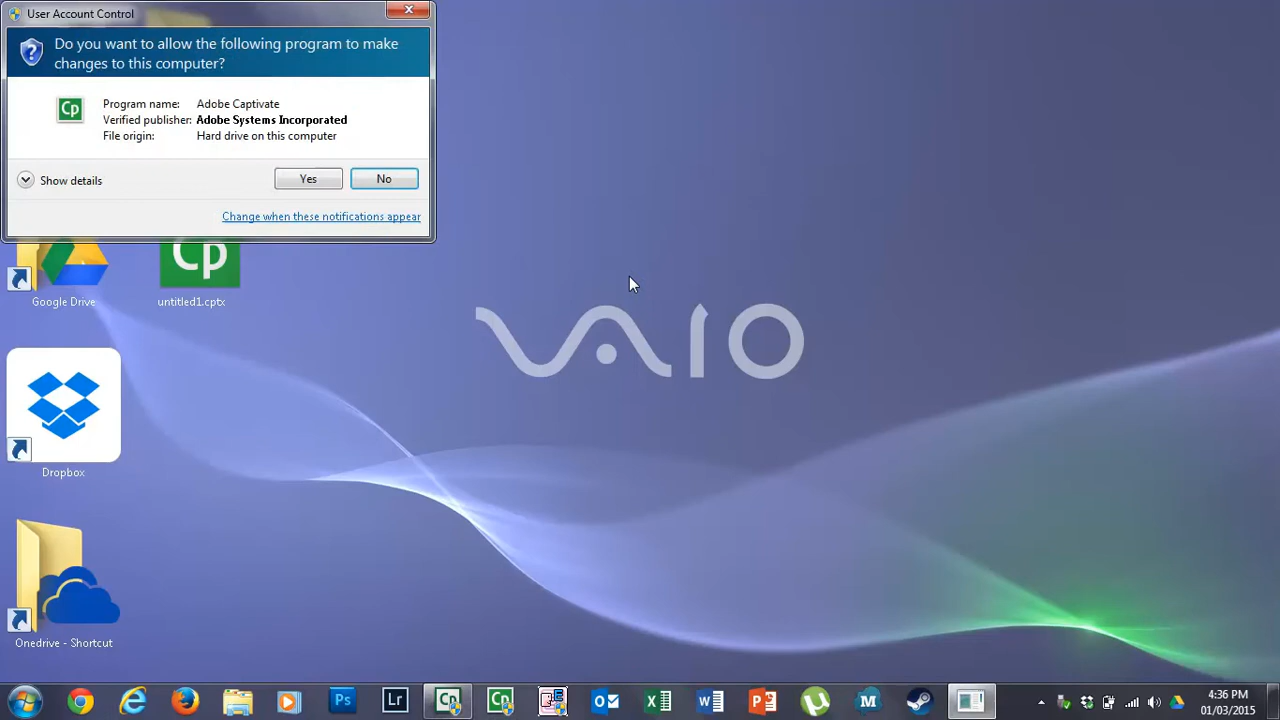 User Account Control
Do you want to allow the following program to make
changes to this computer?
Cp
Program name: Adobe Captivate
Verified publisher: Adobe Systems Incorporated
File origin: Hard drive on this computer
Show details
Yes
No
Change when these notifications appear
Cp
Google Drive
untitled1.cptx
VAIO
Dropbox
Onedrive - Shortcut
Ps
Lr
Cp
Cp
4:36 PM
01/03/2015